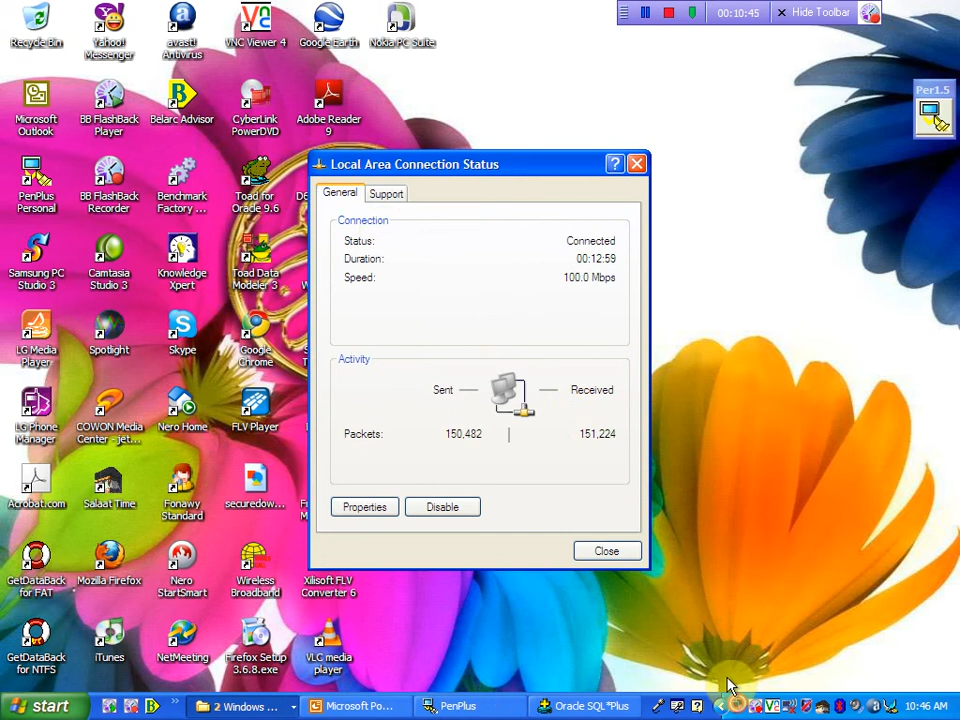 00:10:45
Hide Toolbar
Recycle Bin
Yahoo!
Messenger
avast!
Antivirus
VNC Viewer 4
Google Earth
Nokia PC Suite
Per1.5
Microsoft
Outlook
BB FlashBack
Player
Belarc Advisor
CyberLink
PowerDVD
Adobe Reader
9
PenPlus
Personal
BB FlashBack
Recorder
Benchmark
Factory ...
Toad for
Oracle 9.6
Samsung PC
Studio 3
Camtasia
Studio 3
Knowledge
Xpert
Toad Data
Modeler 3
LG Media
Player
Spotlight
Skype
Google
Chrome
LG Phone
Manager
COWON Media
Center - jet...
Nero Home
FLV Player
Acrobat.com
Salaat Time
Fonawy
Standard
securedow...
GetDataBack
for FAT
Mozilla Firefox
Nero
StartSmart
Wireless
Broadband
Xilisoft FLV
Converter 6
GetDataBack
for NTFS
iTunes
NetMeeting
Firefox Setup
3.6.8.exe
VLC media
player
Local Area Connection Status
General
Support
Connection
Status:
Connected
Duration:
00:12:59
Speed:
100.0 Mbps
Activity
Sent
Received
Packets:
150,482
151,224
Properties
Disable
Close
start
2 Windows ...
Microsoft Po...
PenPlus
Oracle SQL*Plus
10:46 AM